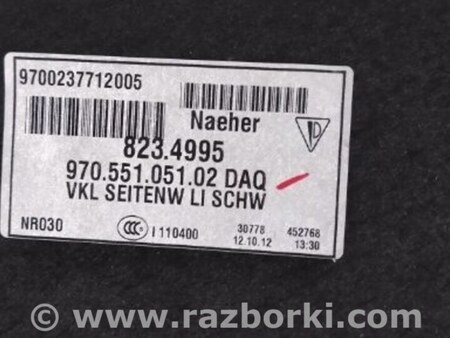 9700237712005
Naeher
823.4995
970.551.051.02 DAQ
VKL SEITENW LI SCHW
NR030
CCC I 110400
30778 452768
12.10.12 13:30
© www.razborki.com